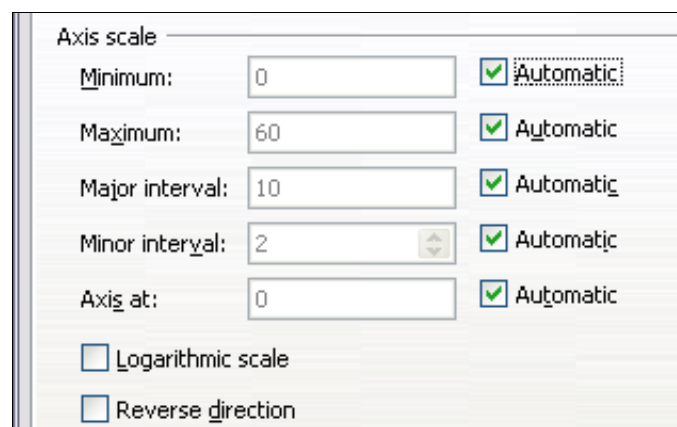 Axis scale
Minimum: 0 Automatic
Maximum: 60 Automatic
Major interval: 10 Automatic
Minor interval: 2 Automatic
Axis at: 0 Automatic
Logarithmic scale
Reverse direction